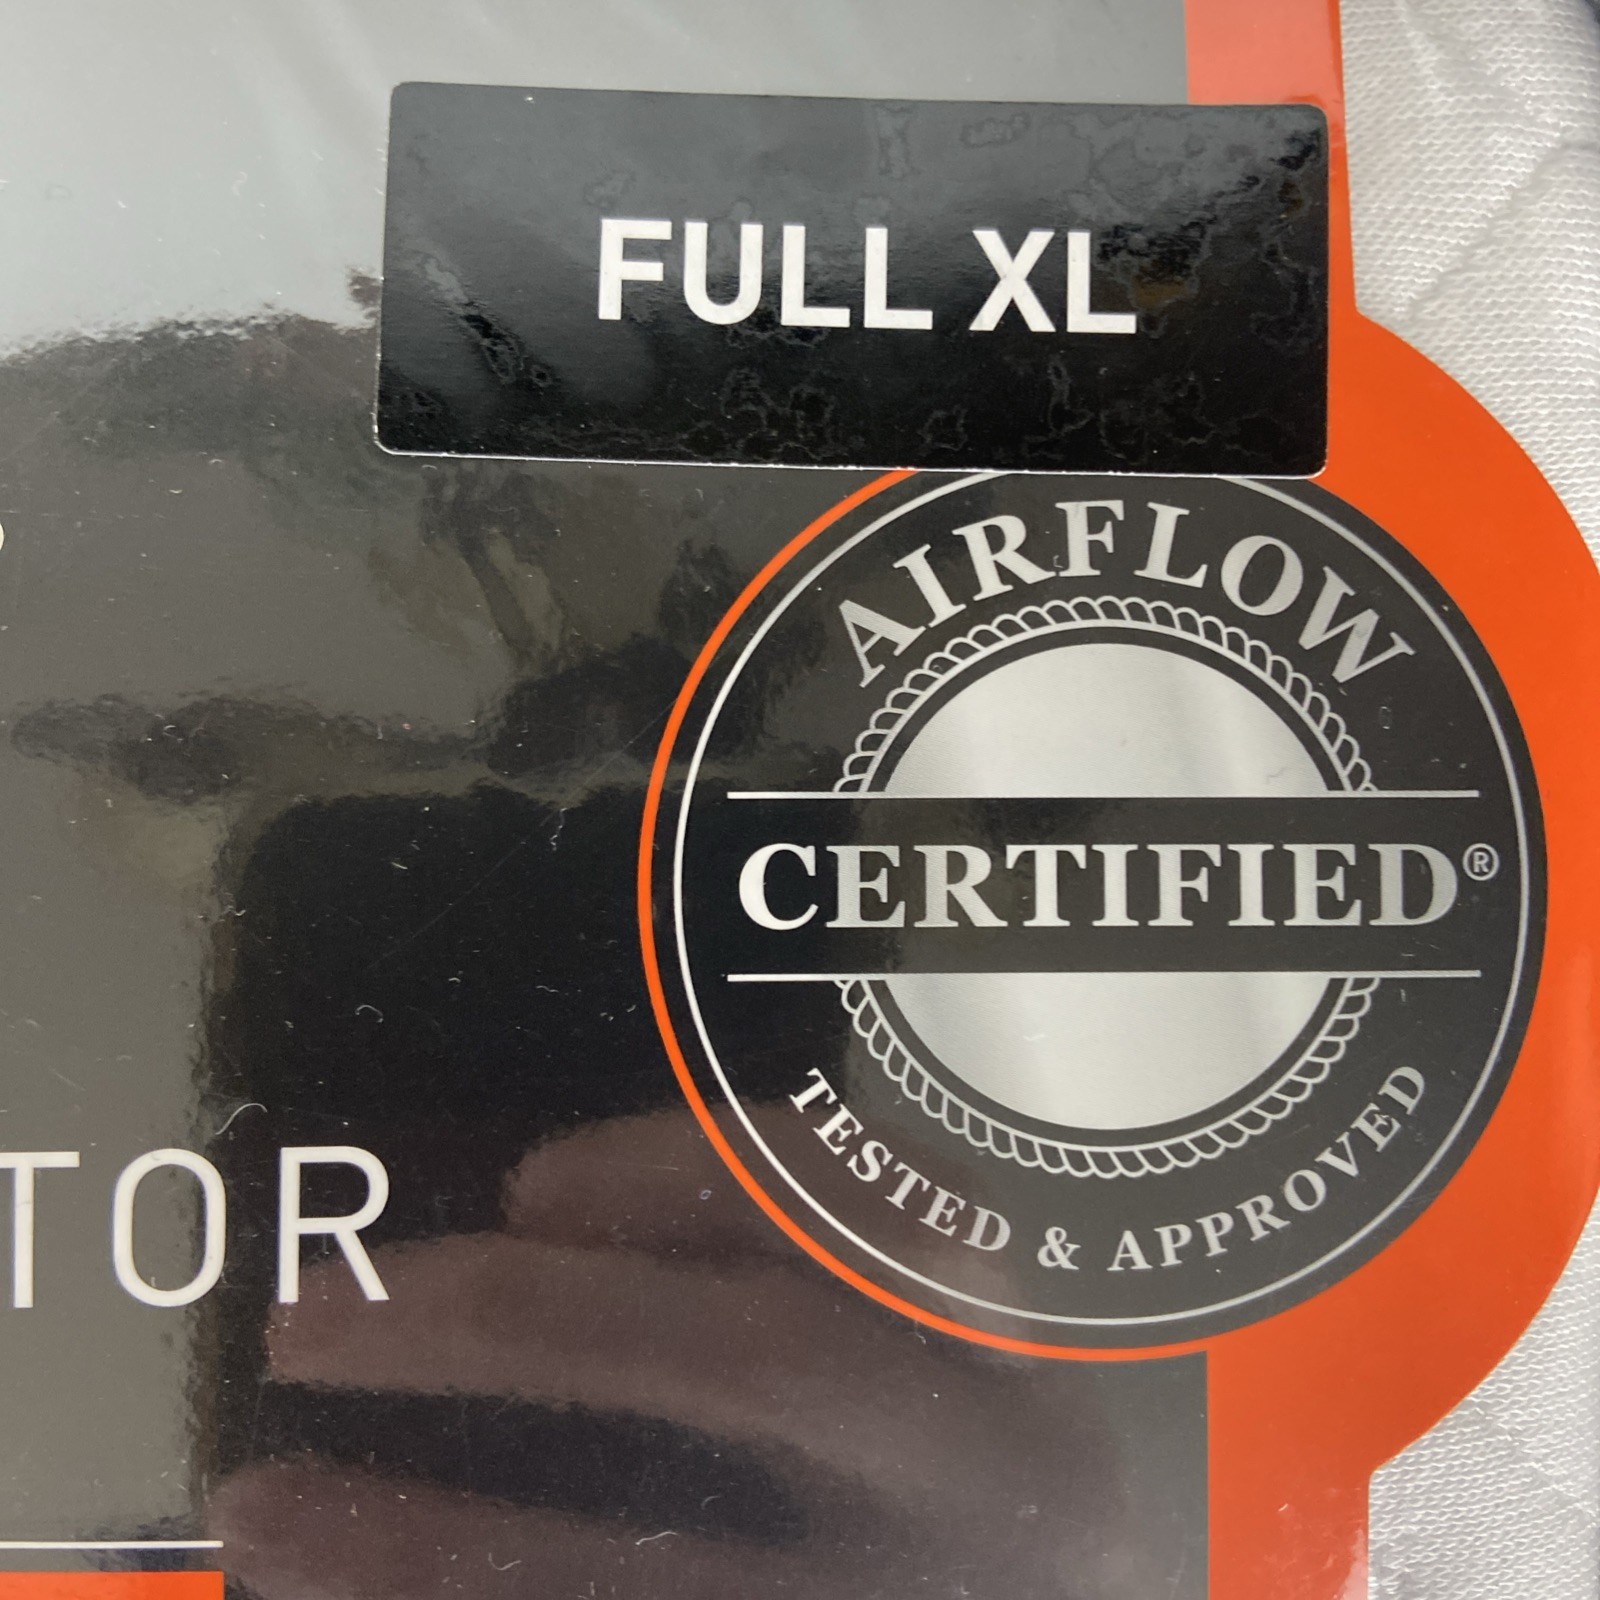 FULL XL
AIRFLOW
CERTIFIED®
TESTED & APPROVED
TOR